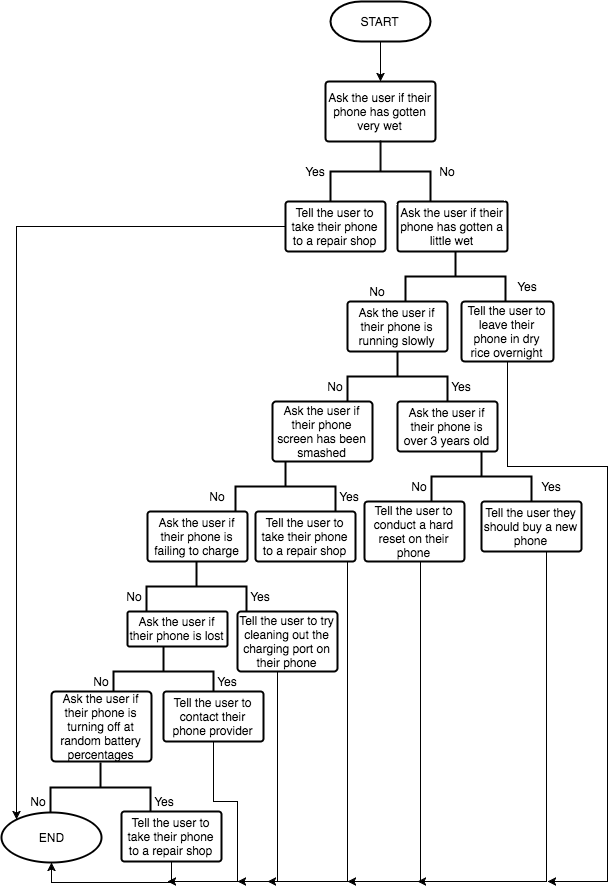 START
Ask the user if their
phone has gotten
very wet
Yes
No
Tell the user to
take their phone
to a repair shop
Ask the user if their
phone has gotten a
little wet
No
Yes
Ask the user if
their phone is
running slowly
Tell the user to
leave their
phone in dry
rice overnight
No
Yes
Ask the user if
their phone
screen has been
smashed
Ask the user if
their phone is
over 3 years old
No
Yes
No
Yes
Ask the user if
their phone is
failing to charge
Tell the user to
take their phone
to a repair shop
Tell the user to
conduct a hard
reset on their
phone
Tell the user they
should buy a new
phone
No
Yes
Ask the user if
their phone is lost
Tell the user to try
cleaning out the
charging port on
their phone
No
Yes
Ask the user if
their phone is
turning off at
random battery
percentages
Tell the user to
contact their
phone provider
No
Yes
END
Tell the user to
take their phone
to a repair shop